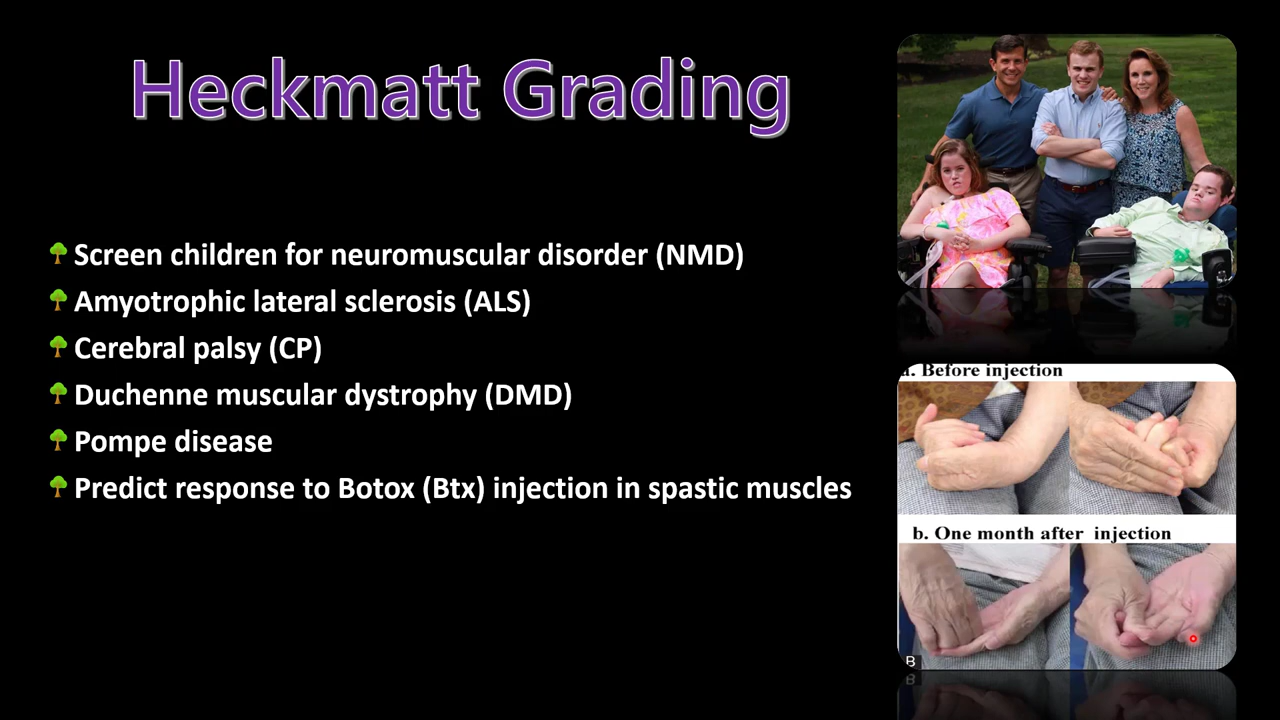 Heckmatt Grading
Screen children for neuromuscular disorder (NMD)
Amyotrophic lateral sclerosis (ALS)
Cerebral palsy (CP)
Duchenne muscular dystrophy (DMD)
Pompe disease
Predict response to Botox (Btx) injection in spastic muscles
a. Before injection
b. One month after injection
B